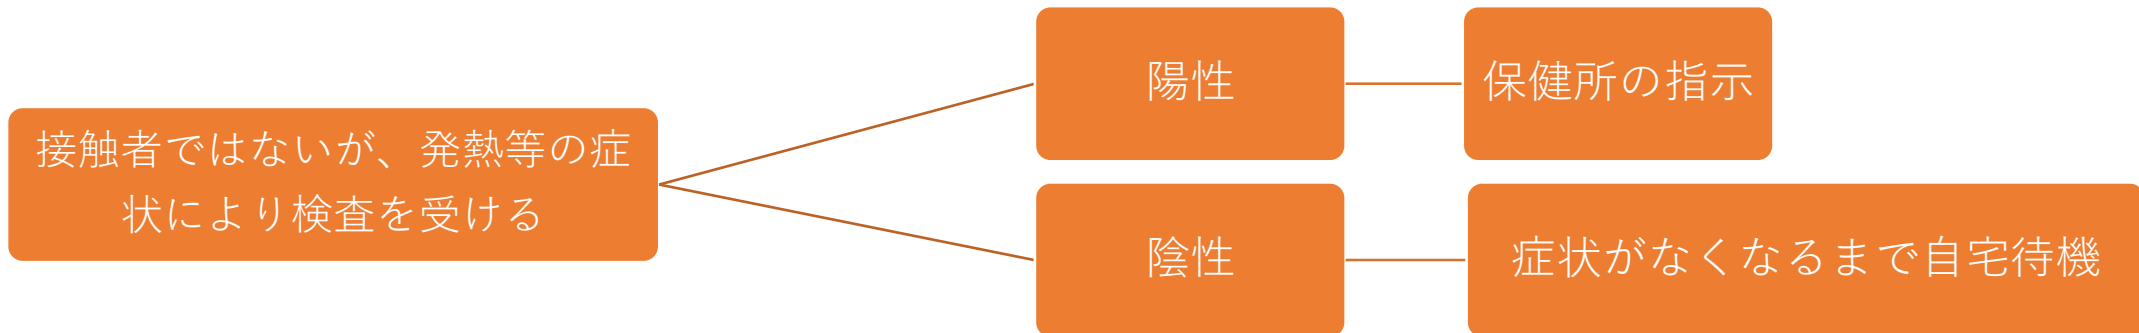 接触者ではないが、発熱等の症
状により検査を受ける
陽性
保健所の指示
陰性
症状がなくなるまで自宅待機